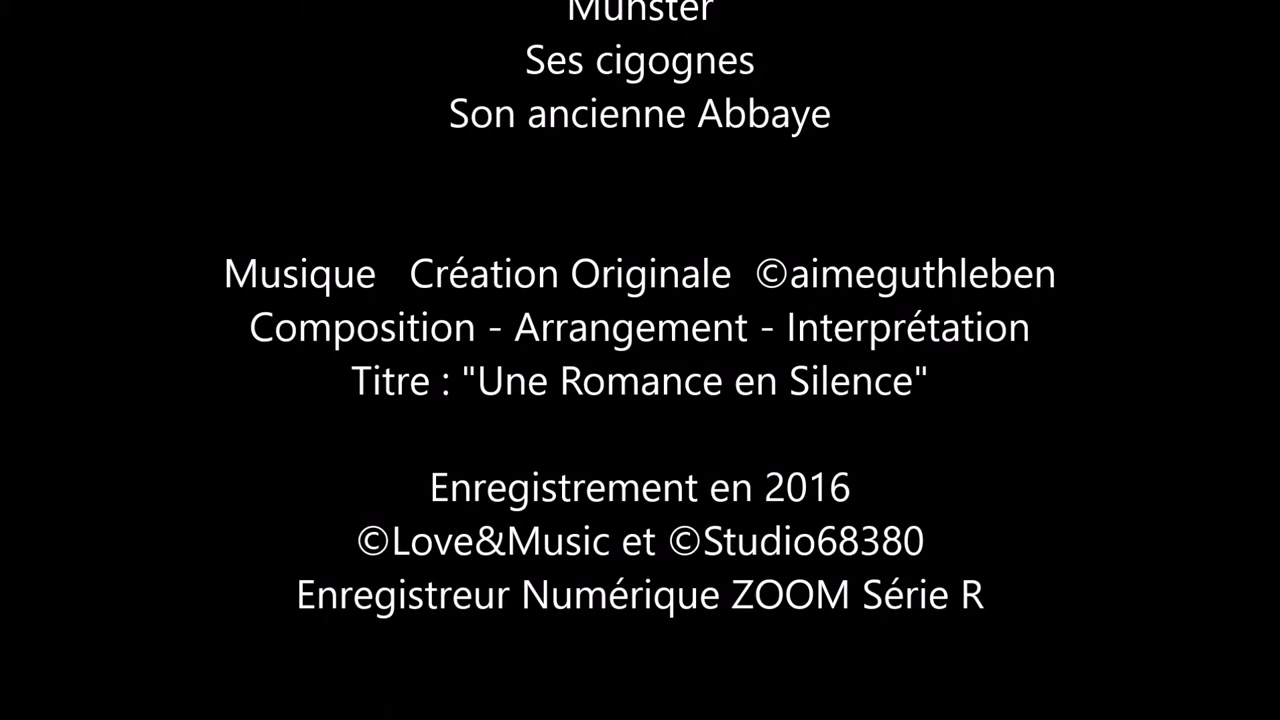 Munster
Ses cigognes
Son ancienne Abbaye
Musique   Création Originale  ©aimeguthleben
Composition - Arrangement - Interprétation
Titre : "Une Romance en Silence"
Enregistrement en 2016
©Love&Music et ©Studio68380
Enregistreur Numérique ZOOM Série R